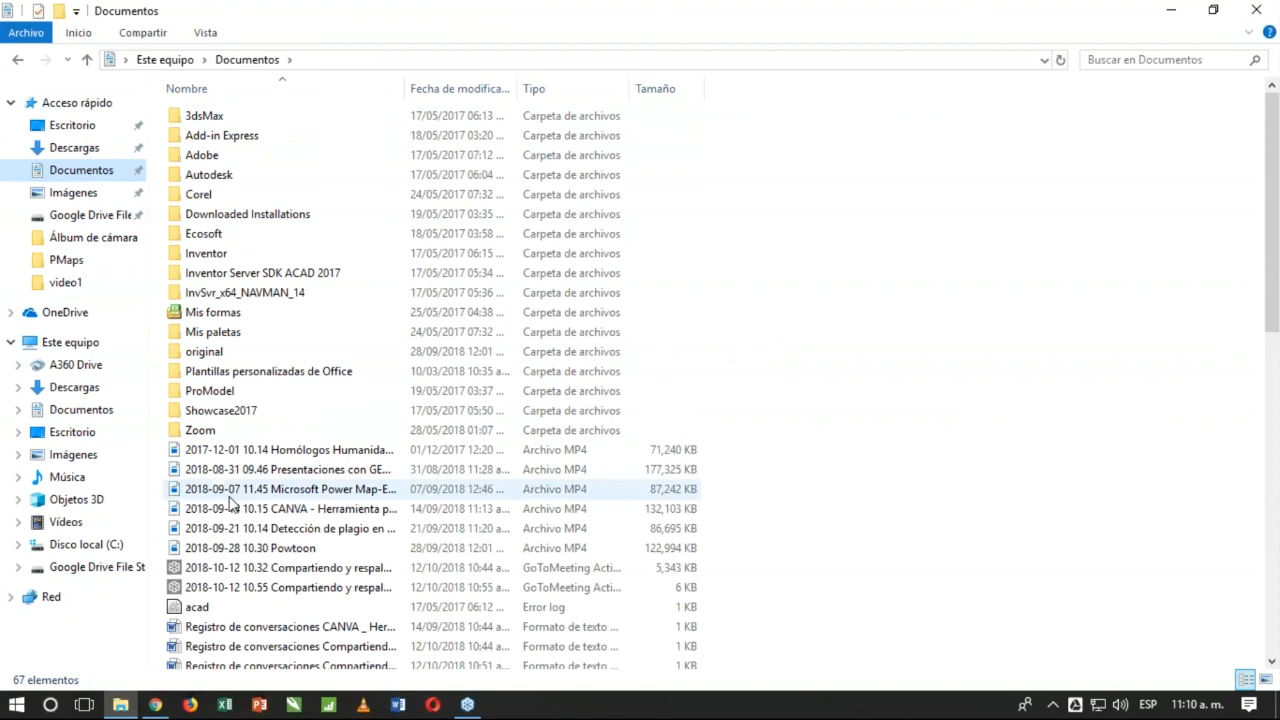 Documentos
Archivo Inicio Compartir Vista
Este equipo Documentos Buscar en Documentos
Nombre Fecha de modifica... Tipo Tamaño
Acceso rápido
Escritorio
Descargas
Documentos
Imágenes
Google Drive File
Álbum de cámara
PMaps
video1
OneDrive
Este equipo
A360 Drive
Descargas
Documentos
Escritorio
Imágenes
Música
Objetos 3D
Vídeos
Disco local (C:)
Google Drive File St
Red
3dsMax 17/05/2017 06:13 ... Carpeta de archivos
Add-in Express 18/05/2017 03:20 ... Carpeta de archivos
Adobe 17/05/2017 07:12 ... Carpeta de archivos
Autodesk 17/05/2017 06:04 ... Carpeta de archivos
Corel 24/05/2017 07:32 ... Carpeta de archivos
Downloaded Installations 19/05/2017 03:35 ... Carpeta de archivos
Ecosoft 18/05/2017 03:58 ... Carpeta de archivos
Inventor 17/05/2017 06:15 ... Carpeta de archivos
Inventor Server SDK ACAD 2017 17/05/2017 05:34 ... Carpeta de archivos
InvSvr_x64_NAVMAN_14 17/05/2017 05:36 ... Carpeta de archivos
Mis formas 25/05/2017 04:38 ... Carpeta de archivos
Mis paletas 24/05/2017 07:32 ... Carpeta de archivos
original 28/09/2018 12:01 ... Carpeta de archivos
Plantillas personalizadas de Office 10/03/2018 10:35 a... Carpeta de archivos
ProModel 19/05/2017 03:37 ... Carpeta de archivos
Showcase2017 17/05/2017 05:50 ... Carpeta de archivos
Zoom 28/05/2018 01:07 ... Carpeta de archivos
2017-12-01 10.14 Homólogos Humanida... 01/12/2017 12:20 ... Archivo MP4 71,240 KB
2018-08-31 09.46 Presentaciones con GE... 31/08/2018 11:28 a... Archivo MP4 177,325 KB
2018-09-07 11.45 Microsoft Power Map-E... 07/09/2018 12:46 ... Archivo MP4 87,242 KB
10.15 CANVA - Herramienta p... 14/09/2018 11:13 a... Archivo MP4 132,103 KB
2018-09-21 10.14 Detección de plagio en ... 21/09/2018 11:20 a... Archivo MP4 86,695 KB
2018-09-28 10.30 Powtoon 28/09/2018 12:01 ... Archivo MP4 122,994 KB
2018-10-12 10.32 Compartiendo y respal... 12/10/2018 10:44 a... GoToMeeting Acti... 5,343 KB
2018-10-12 10.55 Compartiendo y respal... 12/10/2018 10:55 a... GoToMeeting Acti... 6 KB
acad 17/05/2017 06:12 ... Error log 1 KB
Registro de conversaciones CANVA _ Her... 14/09/2018 10:44 a... Formato de texto ... 1 KB
Registro de conversaciones Compartiend... 12/10/2018 10:44 a... Formato de texto ... 1 KB
Registro de conversaciones Compartiend... 12/10/2018 10:51 a... Formato de texto ... 1 KB
67 elementos
ESP 11:10 a. m.